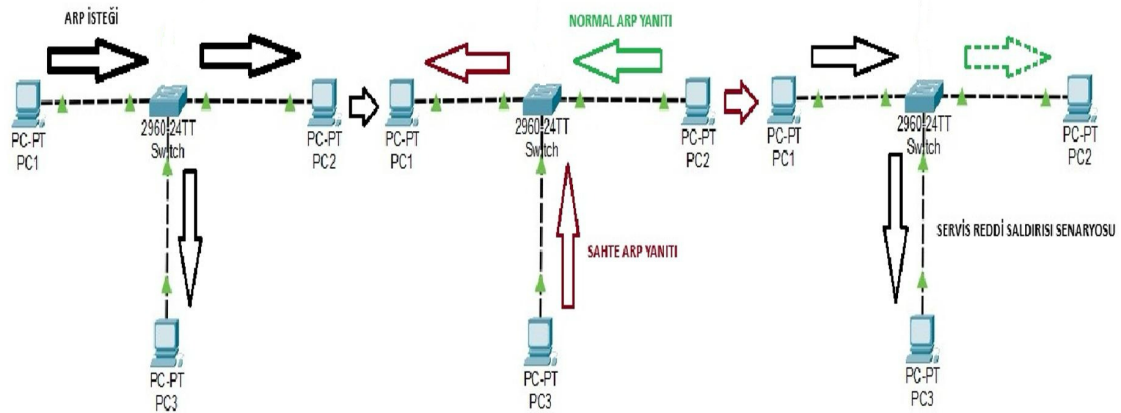 ARP İSTEĞİ
PC-PT
PC1
2960-24TT
Switch
PC-PT
PC2
PC-PT
PC3
NORMAL ARP YANITI
PC-PT
PC1
2960-24TT
Switch
PC-PT
PC2
SAHTE ARP YANITI
PC-PT
PC3
PC-PT
PC1
2960-24TT
Switch
PC-PT
PC2
SERVİS REDDİ SALDIRISI SENARYOSU
PC-PT
PC3